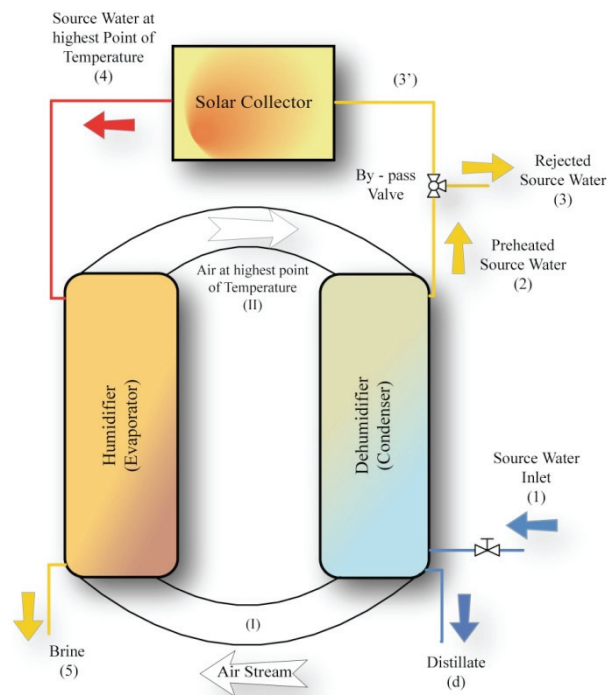 Source Water at
highest Point of
Temperature
(4)
Solar Collector
(3’)
By - pass
Valve
Rejected
Source Water
(3)
Preheated
Source Water
(2)
Air at highest point
of Temperature
(II)
Humidifier
(Evaporator)
Dehumidifier
(Condenser)
Source Water
Inlet
(1)
(I)
Brine
(5)
Air Stream
Distillate
(d)